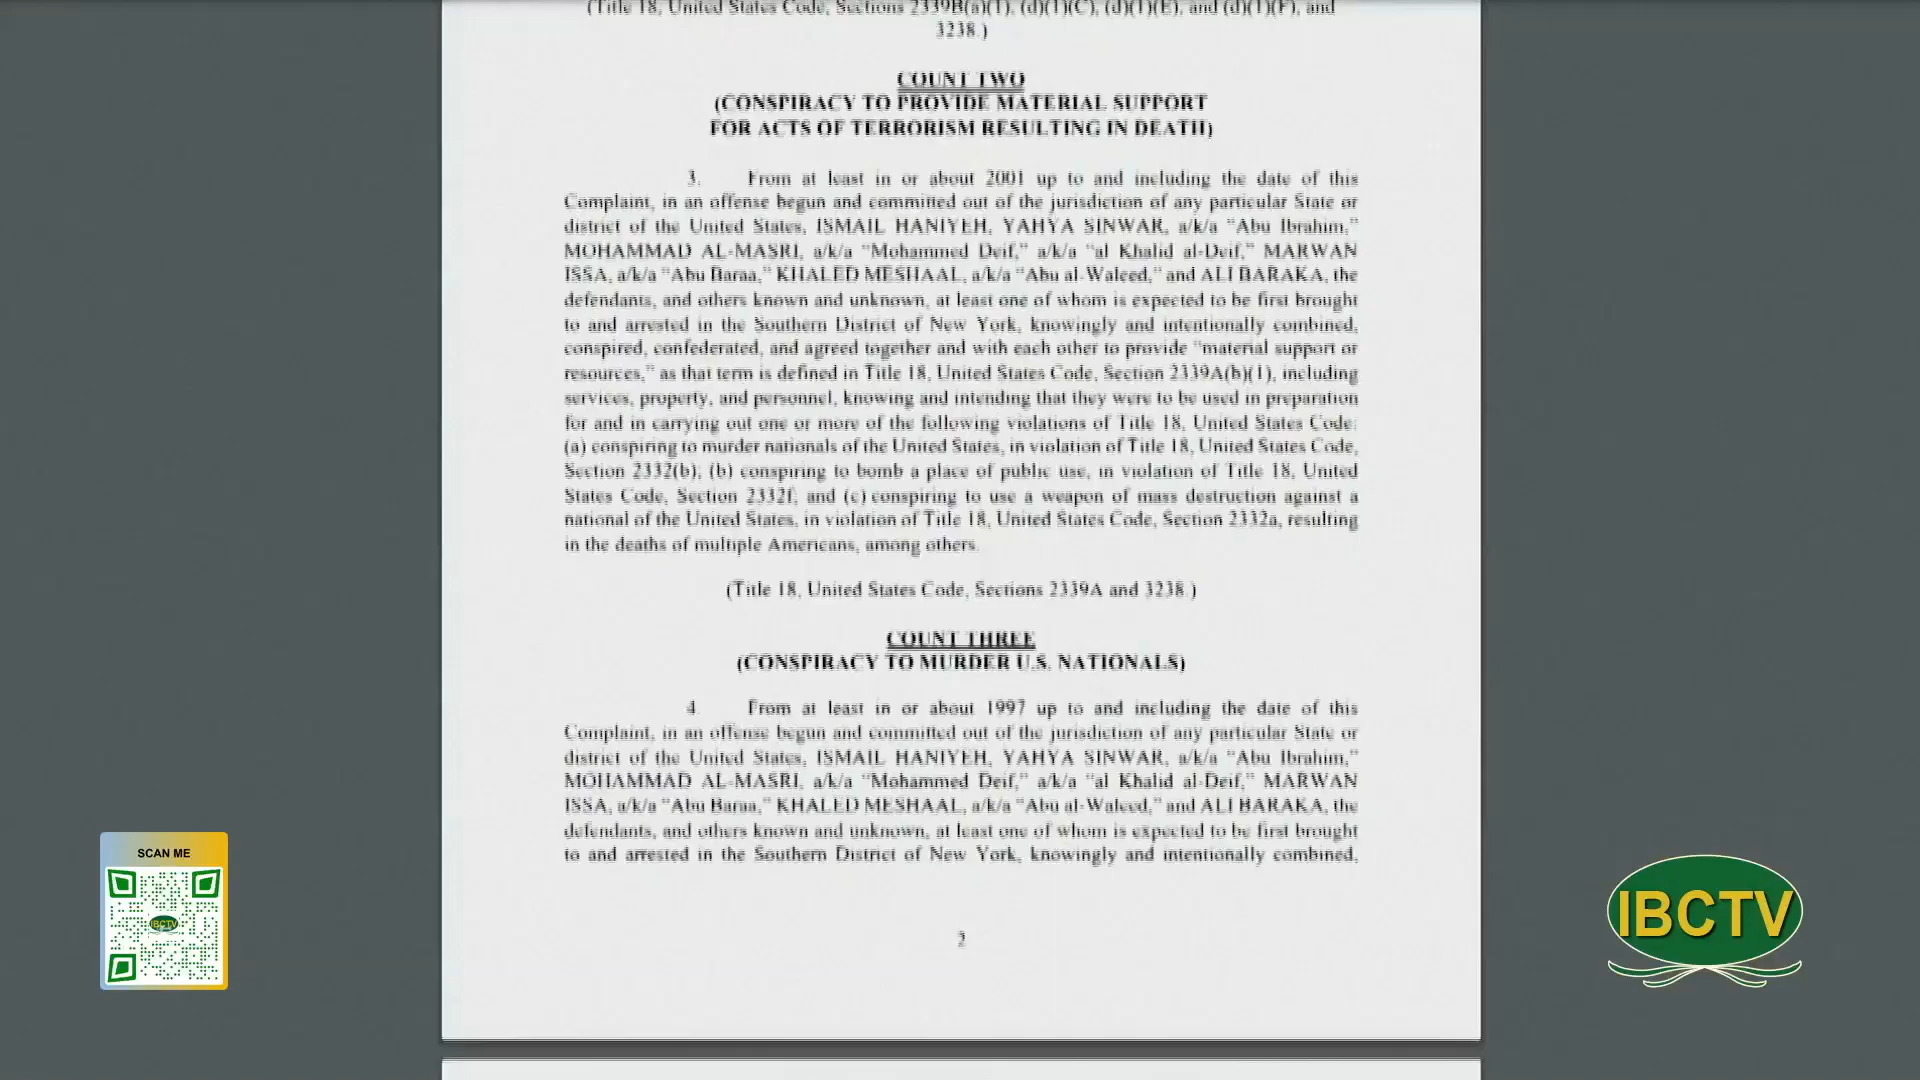 (Title 18, United States Code, Sections 2339B(a)(1), (d)(1)(C), (d)(1)(E), and (d)(1)(F), and
3238.)
COUNT TWO
(CONSPIRACY TO PROVIDE MATERIAL SUPPORT
FOR ACTS OF TERRORISM RESULTING IN DEATH)
3. From at least in or about 2001 up to and including the date of this
Complaint, in an offense begun and committed out of the jurisdiction of any particular State or
district of the United States, ISMAIL HANIYEH, YAHYA SINWAR, a/k/a "Abu Ibrahim,"
MOHAMMAD AL-MASRI, a/k/a "Mohammed Deif," a/k/a "al Khalid al-Deif," MARWAN
ISSA, a/k/a "Abu Baraa," KHALED MESHAAL, a/k/a "Abu al-Waleed," and ALI BARAKA, the
defendants, and others known and unknown, at least one of whom is expected to be first brought
to and arrested in the Southern District of New York, knowingly and intentionally combined,
conspired, confederated, and agreed together and with each other to provide "material support or
resources," as that term is defined in Title 18, United States Code, Section 2339A(b)(1), including
services, property, and personnel, knowing and intending that they were to be used in preparation
for and in carrying out one or more of the following violations of Title 18, United States Code:
(a) conspiring to murder nationals of the United States, in violation of Title 18, United States Code,
Section 2332(b); (b) conspiring to bomb a place of public use, in violation of Title 18, United
States Code, Section 2332f; and (c) conspiring to use a weapon of mass destruction against a
national of the United States, in violation of Title 18, United States Code, Section 2332a, resulting
in the deaths of multiple Americans, among others.
(Title 18, United States Code, Sections 2339A and 3238.)
COUNT THREE
(CONSPIRACY TO MURDER U.S. NATIONALS)
4. From at least in or about 1997 up to and including the date of this
Complaint, in an offense begun and committed out of the jurisdiction of any particular State or
district of the United States, ISMAIL HANIYEH, YAHYA SINWAR, a/k/a "Abu Ibrahim,"
MOHAMMAD AL-MASRI, a/k/a "Mohammed Deif," a/k/a "al Khalid al-Deif," MARWAN
ISSA, a/k/a "Abu Baraa," KHALED MESHAAL, a/k/a "Abu al-Waleed," and ALI BARAKA, the
defendants, and others known and unknown, at least one of whom is expected to be first brought
to and arrested in the Southern District of New York, knowingly and intentionally combined,
2
SCAN ME
IBCTV
IBCTV